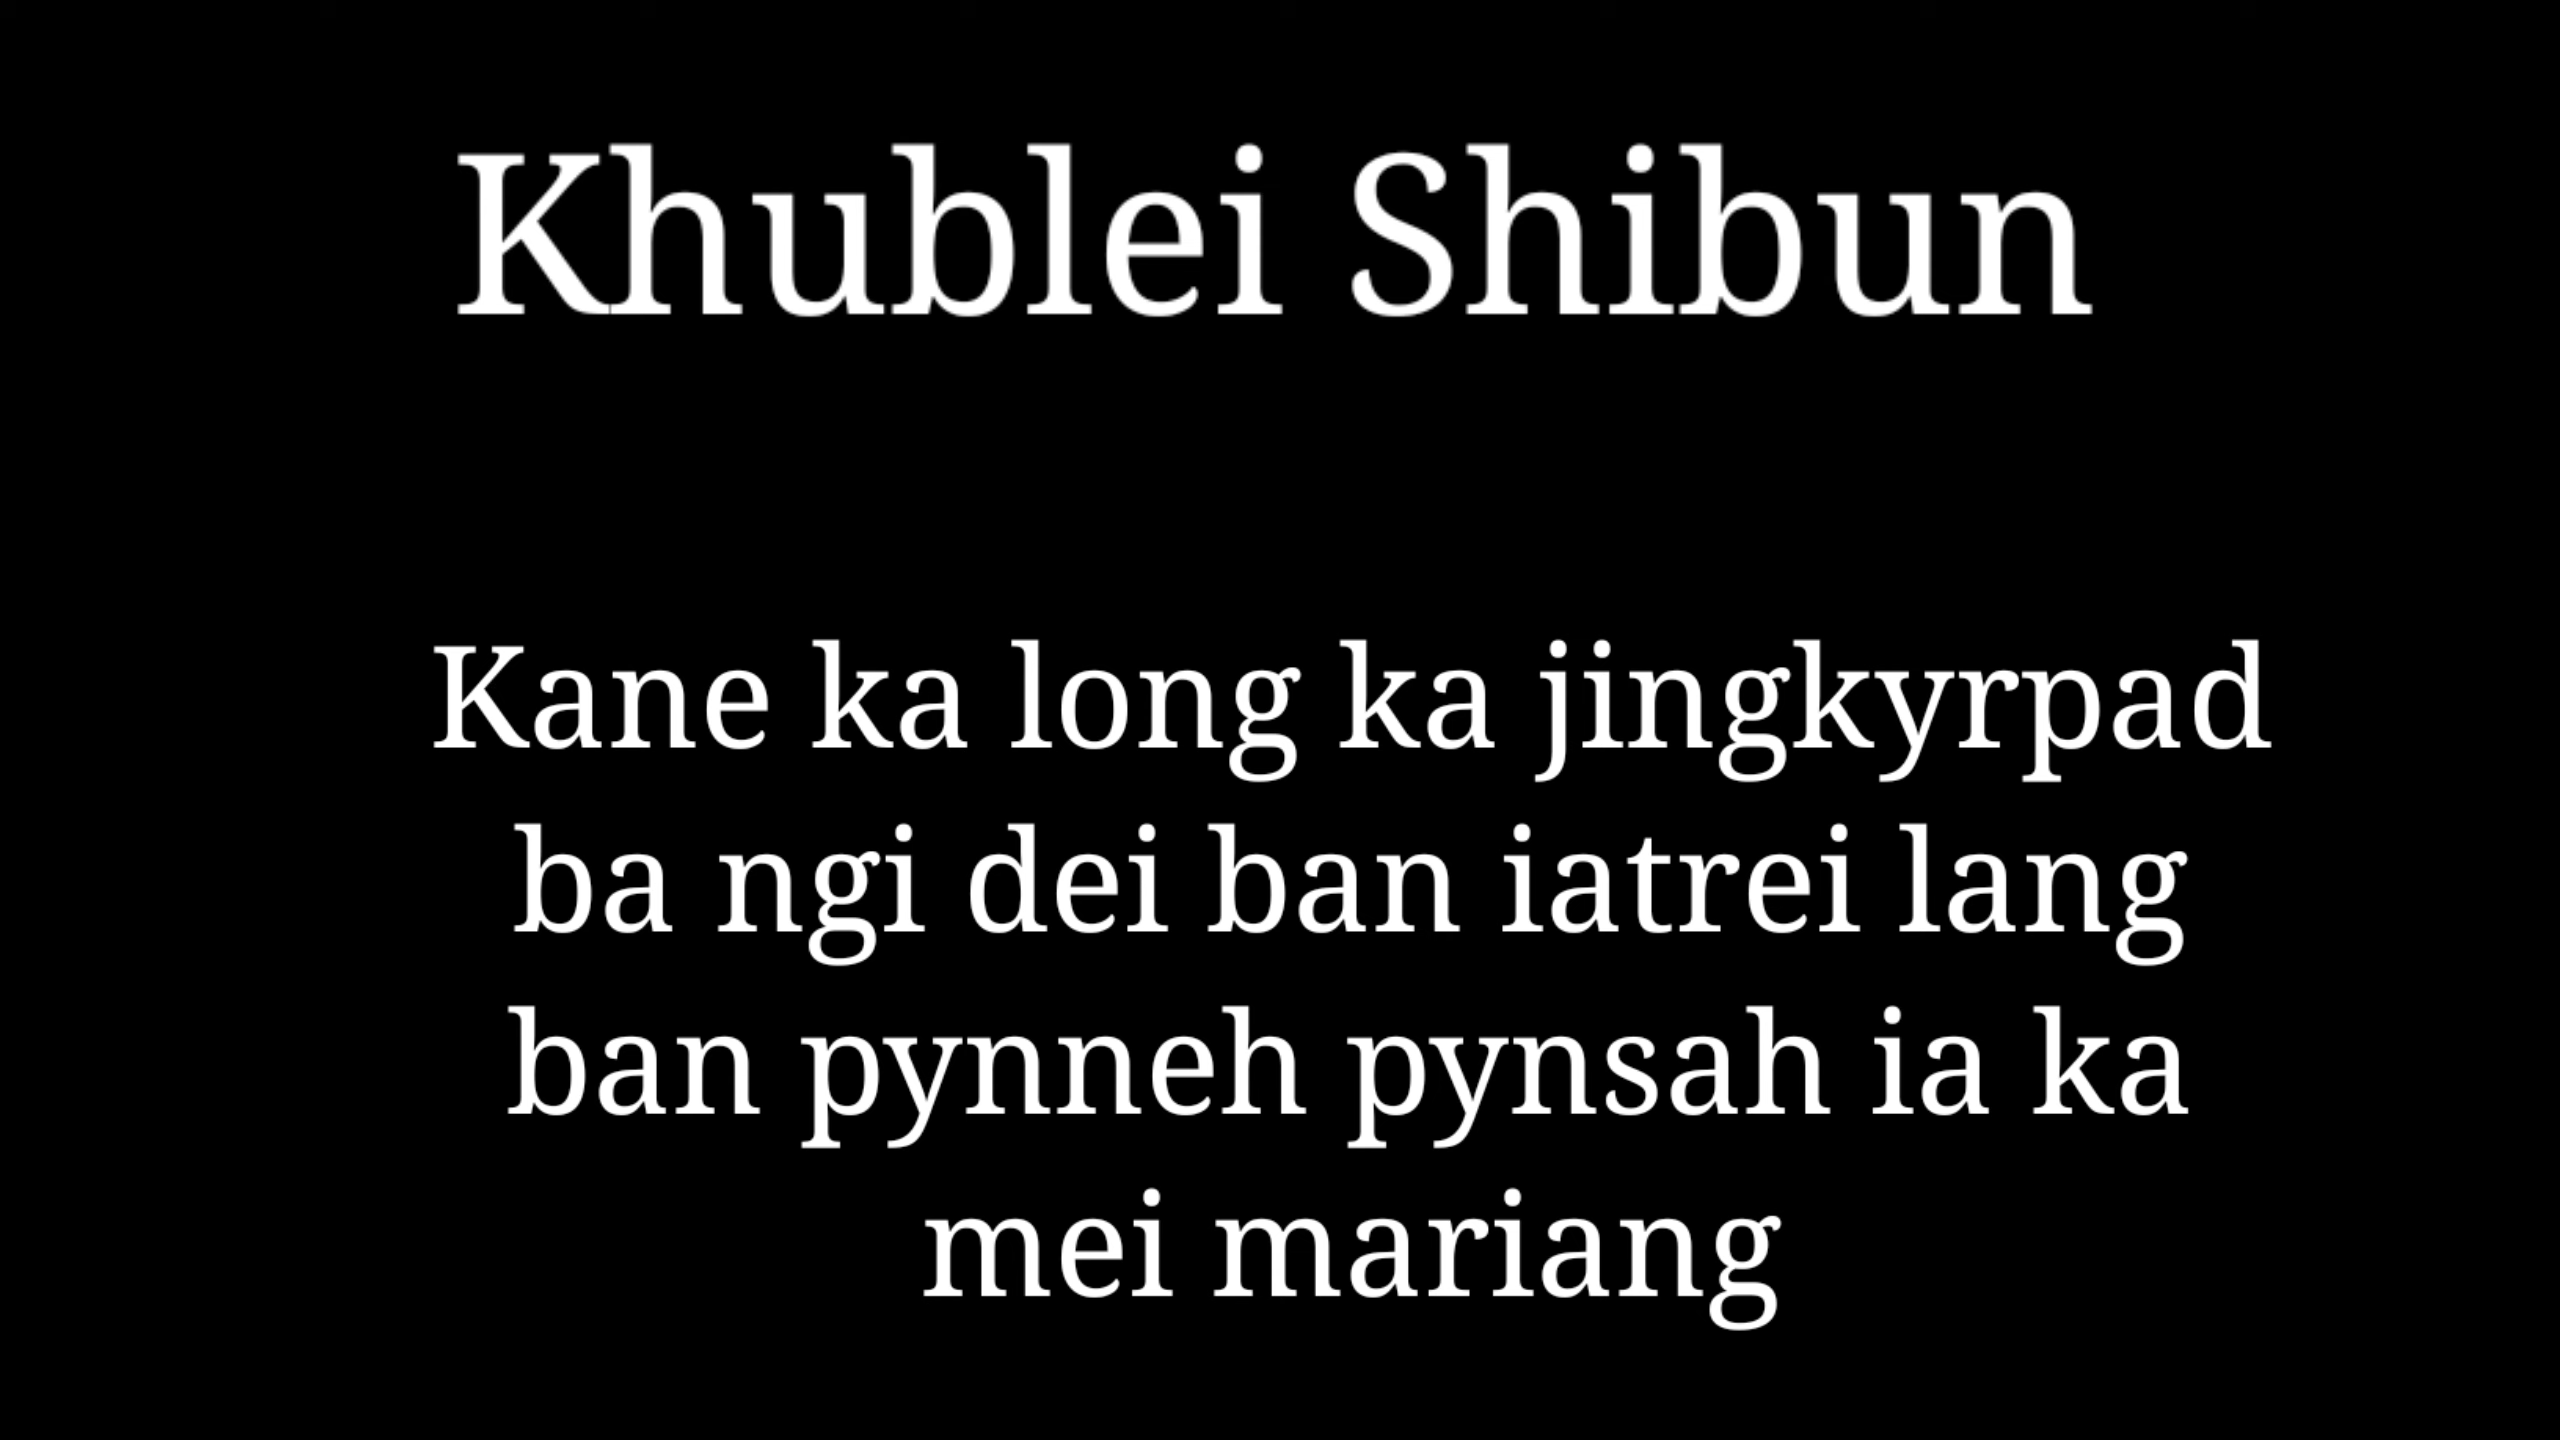 Khublei Shibun
Kane ka long ka jingkyrpad
ba ngi dei ban iatrei lang
ban pynneh pynsah ia ka
mei mariang